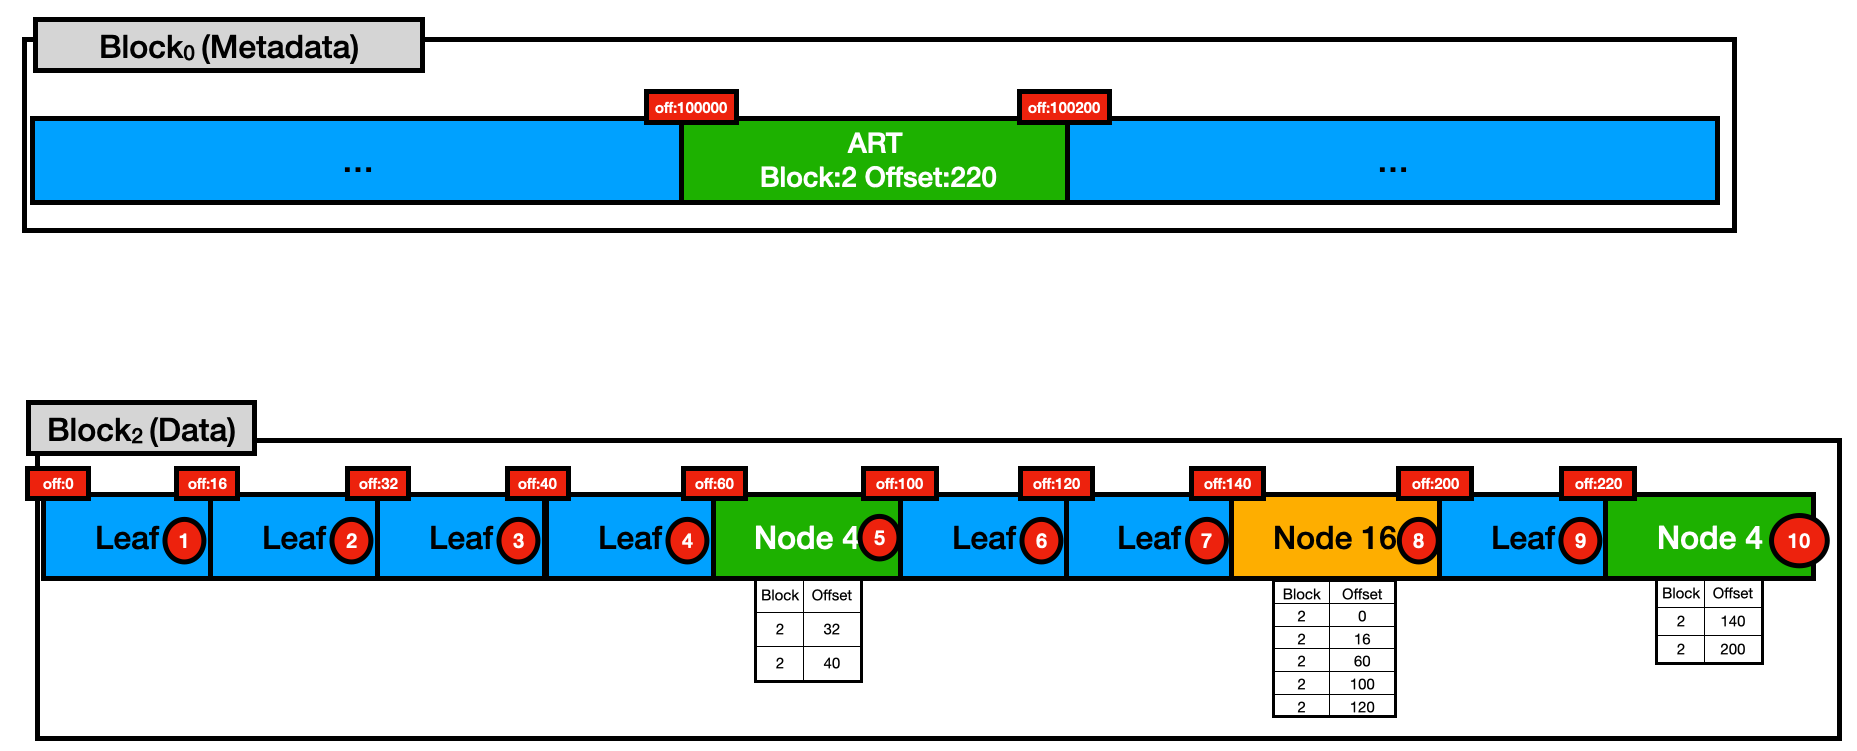 Block₀ (Metadata)
off:100000
off:100200
...
ART
Block:2 Offset:220
...
Block₂ (Data)
off:0
off:16
off:32
off:40
off:60
off:100
off:120
off:140
off:200
off:220
Leaf 1
Leaf 2
Leaf 3
Leaf 4
Node 4 5
Leaf 6
Leaf 7
Node 16 8
Leaf 9
Node 4 10
Block Offset
2 32
2 40
Block Offset
2 0
2 16
2 60
2 100
2 120
Block Offset
2 140
2 200